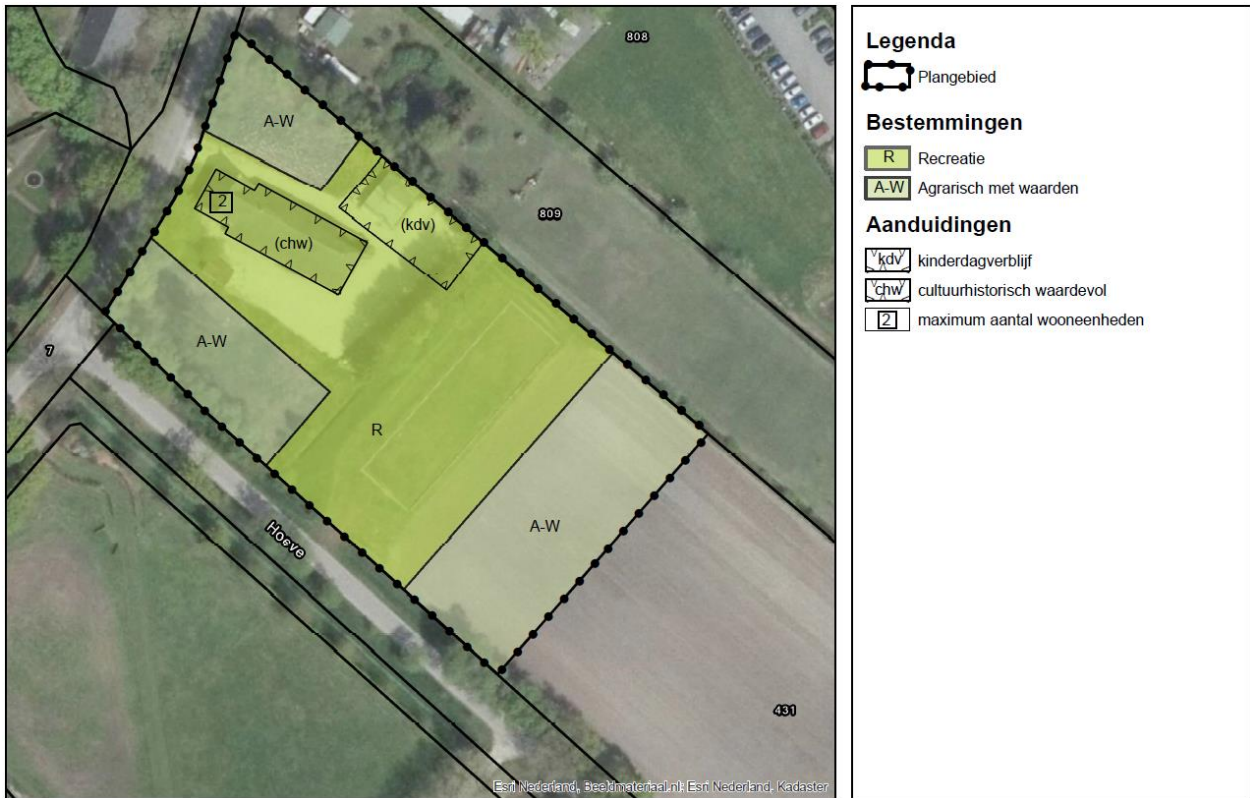 808
A-W
809
2
(kdv)
(chw)
A-W
7
R
A-W
Hoeve
431
Esri Nederland, Beeldmateriaal.nl; Esri Nederland, Kadaster
Legenda
Plangebied
Bestemmingen
R Recreatie
A-W Agrarisch met waarden
Aanduidingen
kdv kinderdagverblijf
chw cultuurhistorisch waardevol
2 maximum aantal wooneenheden